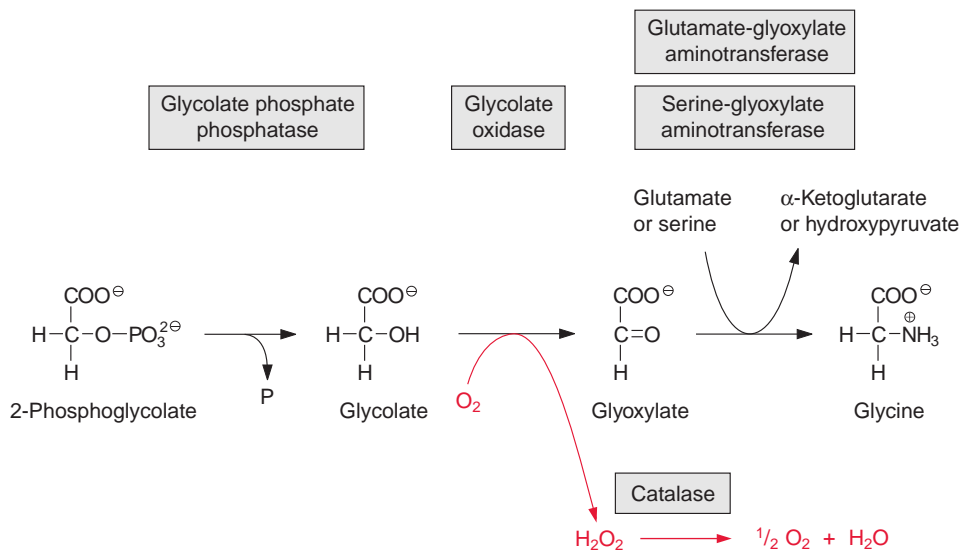 Glutamate-glyoxylate
aminotransferase
Glycolate phosphate
phosphatase
Glycolate
oxidase
Serine-glyoxylate
aminotransferase
Glutamate
or serine
α-Ketoglutarate
or hydroxypyruvate
COO⊖
H–C–O–PO₃²⊖
H
2-Phosphoglycolate
P
COO⊖
H–C–OH
H
Glycolate
O₂
COO⊖
C=O
H
Glyoxylate
COO⊖
H–C–NH₃⊕
H
Glycine
Catalase
H₂O₂
½ O₂ + H₂O